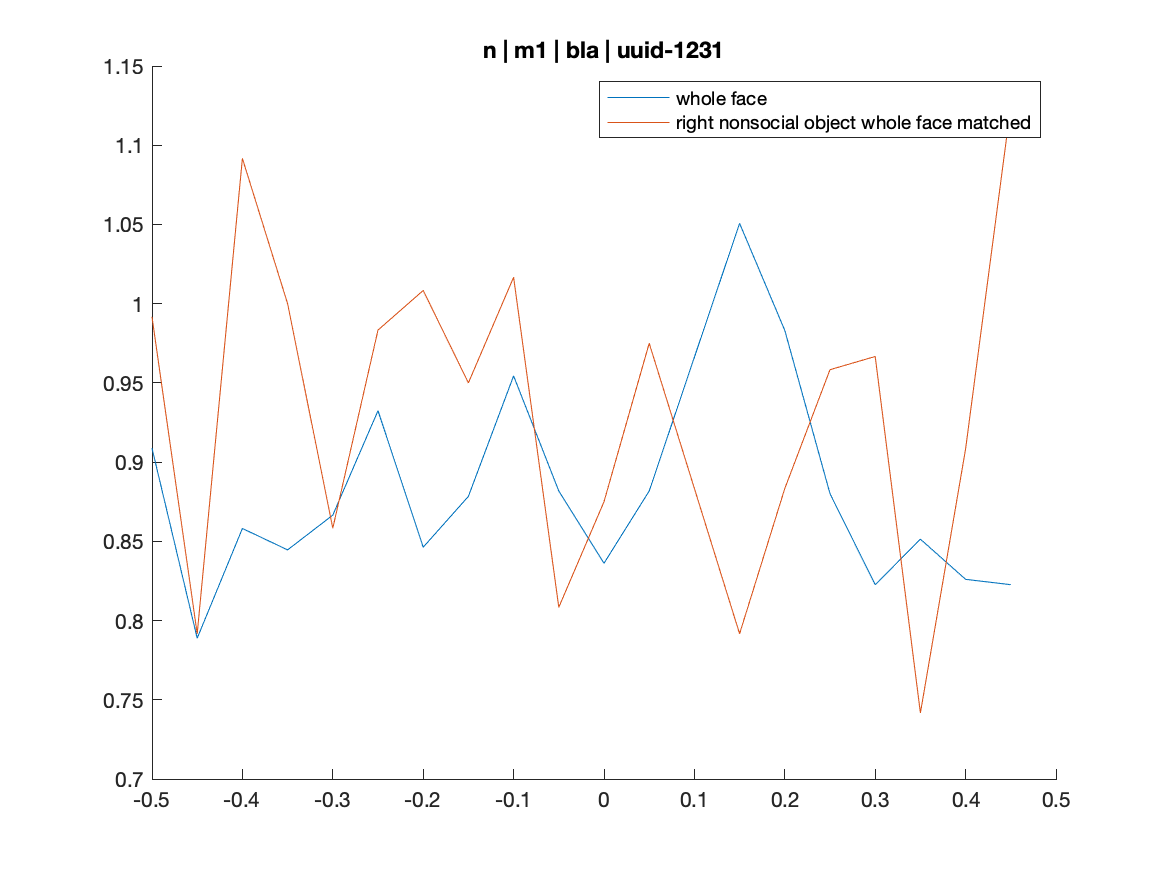 n | m1 | bla | uuid-1231
1.15
whole face
right nonsocial object whole face matched
1.1
1.05
1
0.95
0.9
0.85
0.8
0.75
0.7
-0.5 -0.4 -0.3 -0.2 -0.1 0 0.1 0.2 0.3 0.4 0.5